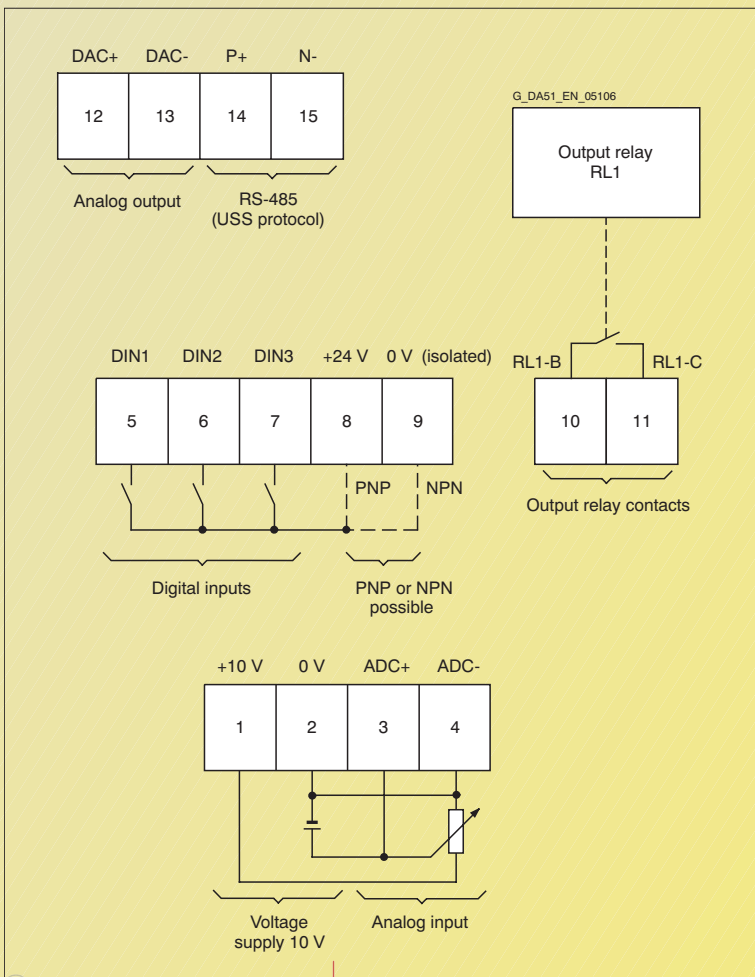 DAC+ DAC- P+ N-
12 13 14 15
Analog output
RS-485
(USS protocol)
G_DA51_EN_05106
Output relay
RL1
RL1-B RL1-C
10 11
Output relay contacts
DIN1 DIN2 DIN3 +24 V 0 V (isolated)
5 6 7 8 9
PNP NPN
Digital inputs
PNP or NPN
possible
+10 V 0 V ADC+ ADC-
1 2 3 4
Voltage
supply 10 V
Analog input